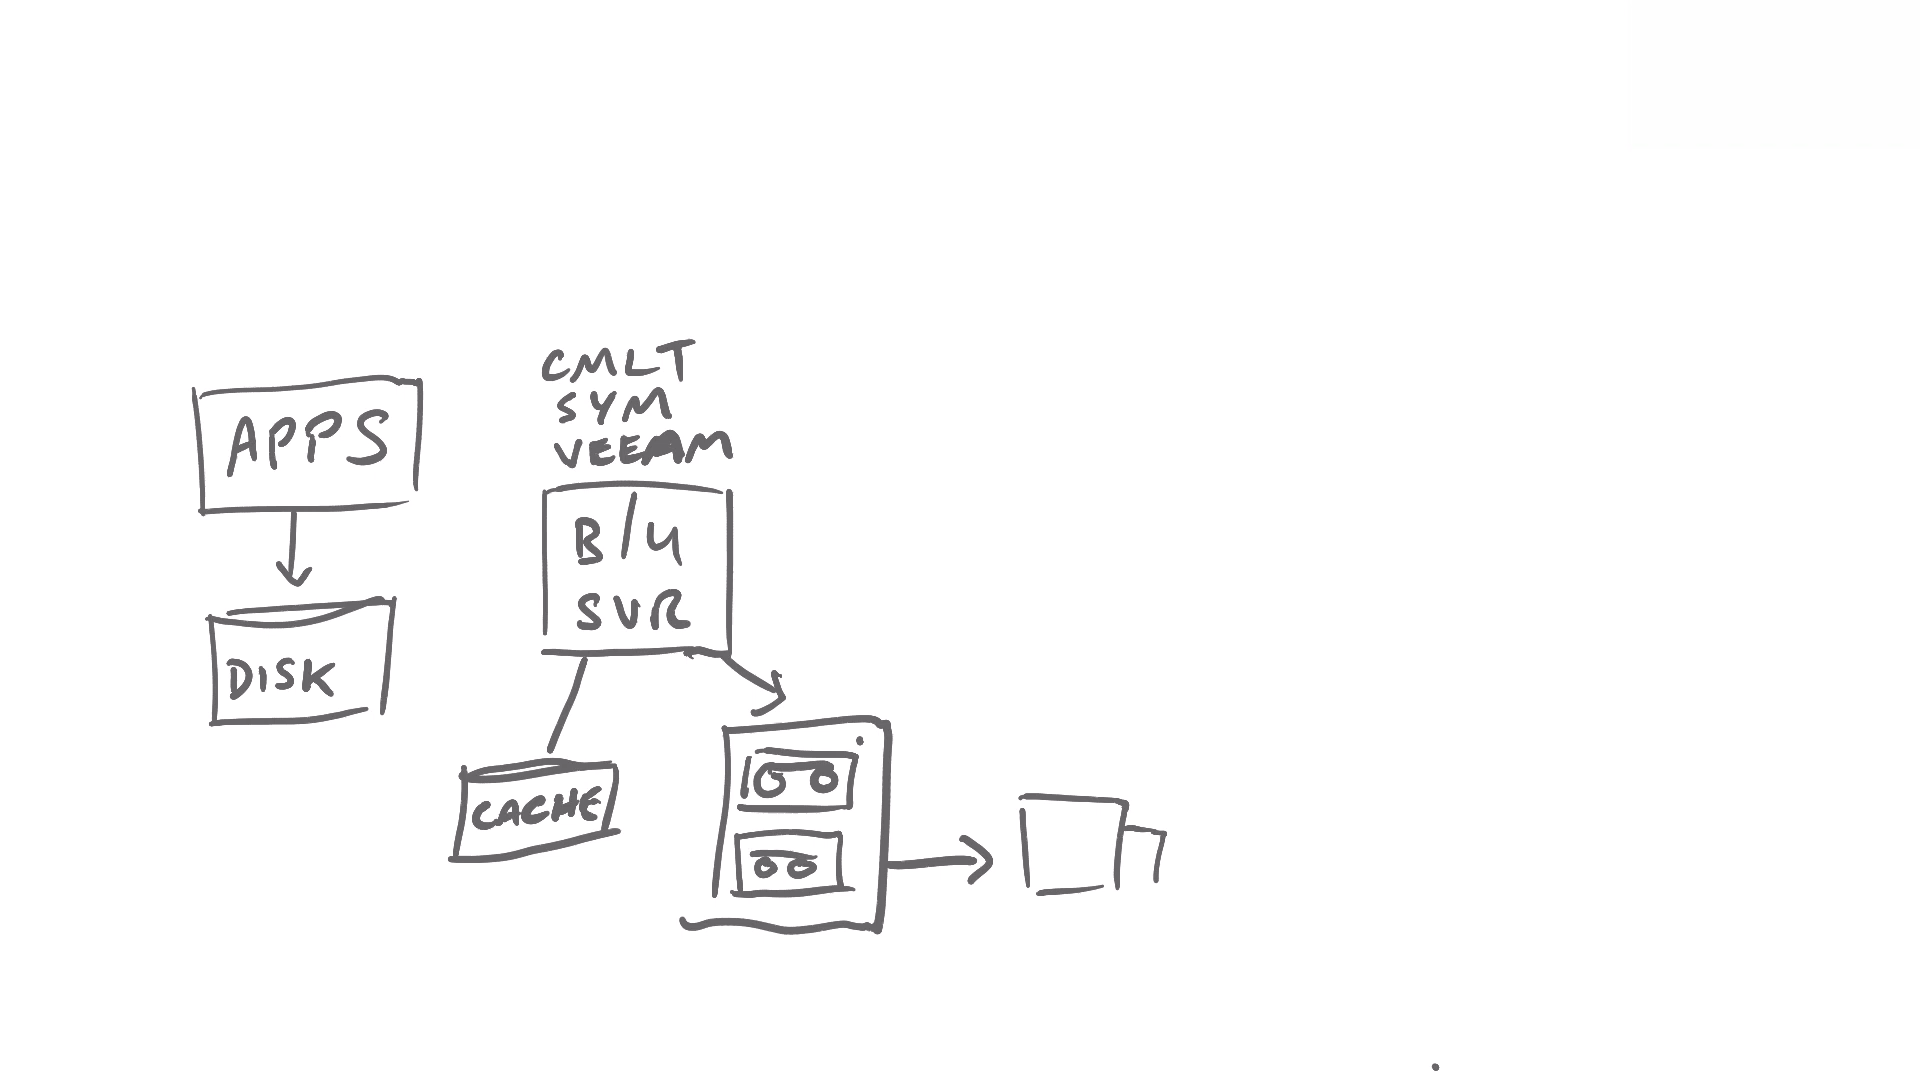 APPS
DISK
CMLT
SYM
VEEAM
B/U
SVR
CACHE